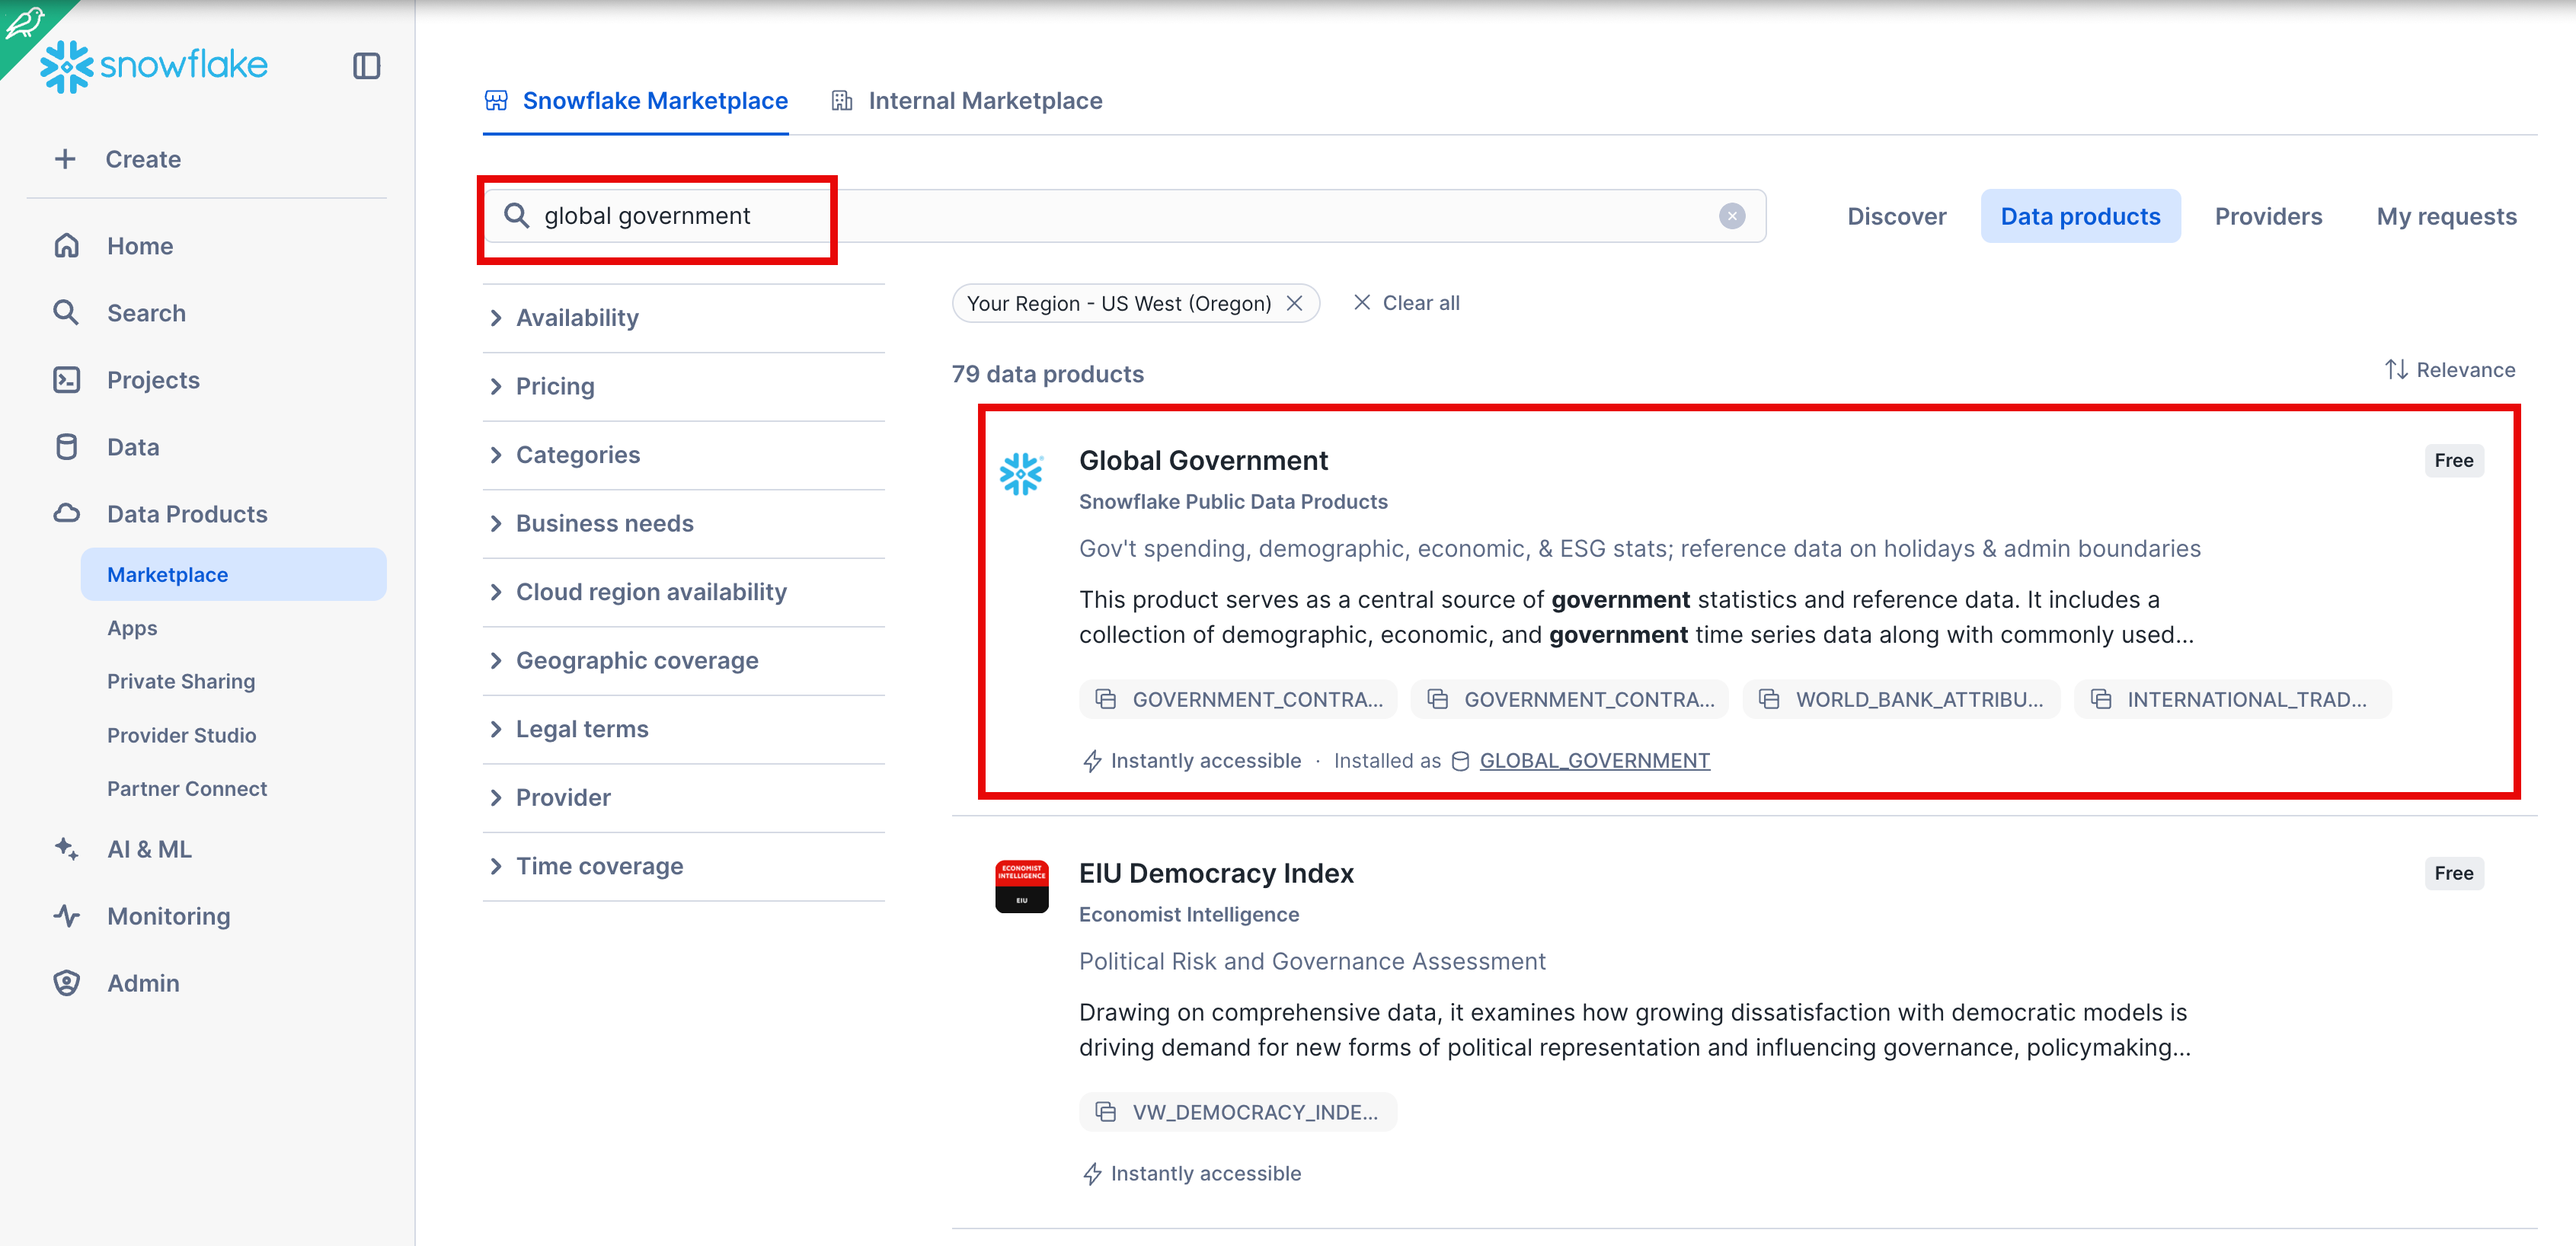 snowflake
Create
Home
Search
Projects
Data
Data Products
Marketplace
Apps
Private Sharing
Provider Studio
Partner Connect
AI & ML
Monitoring
Admin
Snowflake Marketplace
Internal Marketplace
global government
Discover
Data products
Providers
My requests
Availability
Pricing
Categories
Business needs
Cloud region availability
Geographic coverage
Legal terms
Provider
Time coverage
Your Region - US West (Oregon)
Clear all
79 data products
Relevance
Global Government
Free
Snowflake Public Data Products
Gov't spending, demographic, economic, & ESG stats; reference data on holidays & admin boundaries
This product serves as a central source of government statistics and reference data. It includes a
collection of demographic, economic, and government time series data along with commonly used...
GOVERNMENT_CONTRA...
GOVERNMENT_CONTRA...
WORLD_BANK_ATTRIBU...
INTERNATIONAL_TRAD...
Instantly accessible · Installed as GLOBAL_GOVERNMENT
ECONOMIST
INTELLIGENCE
EIU
EIU Democracy Index
Free
Economist Intelligence
Political Risk and Governance Assessment
Drawing on comprehensive data, it examines how growing dissatisfaction with democratic models is
driving demand for new forms of political representation and influencing governance, policymaking...
VW_DEMOCRACY_INDE...
Instantly accessible